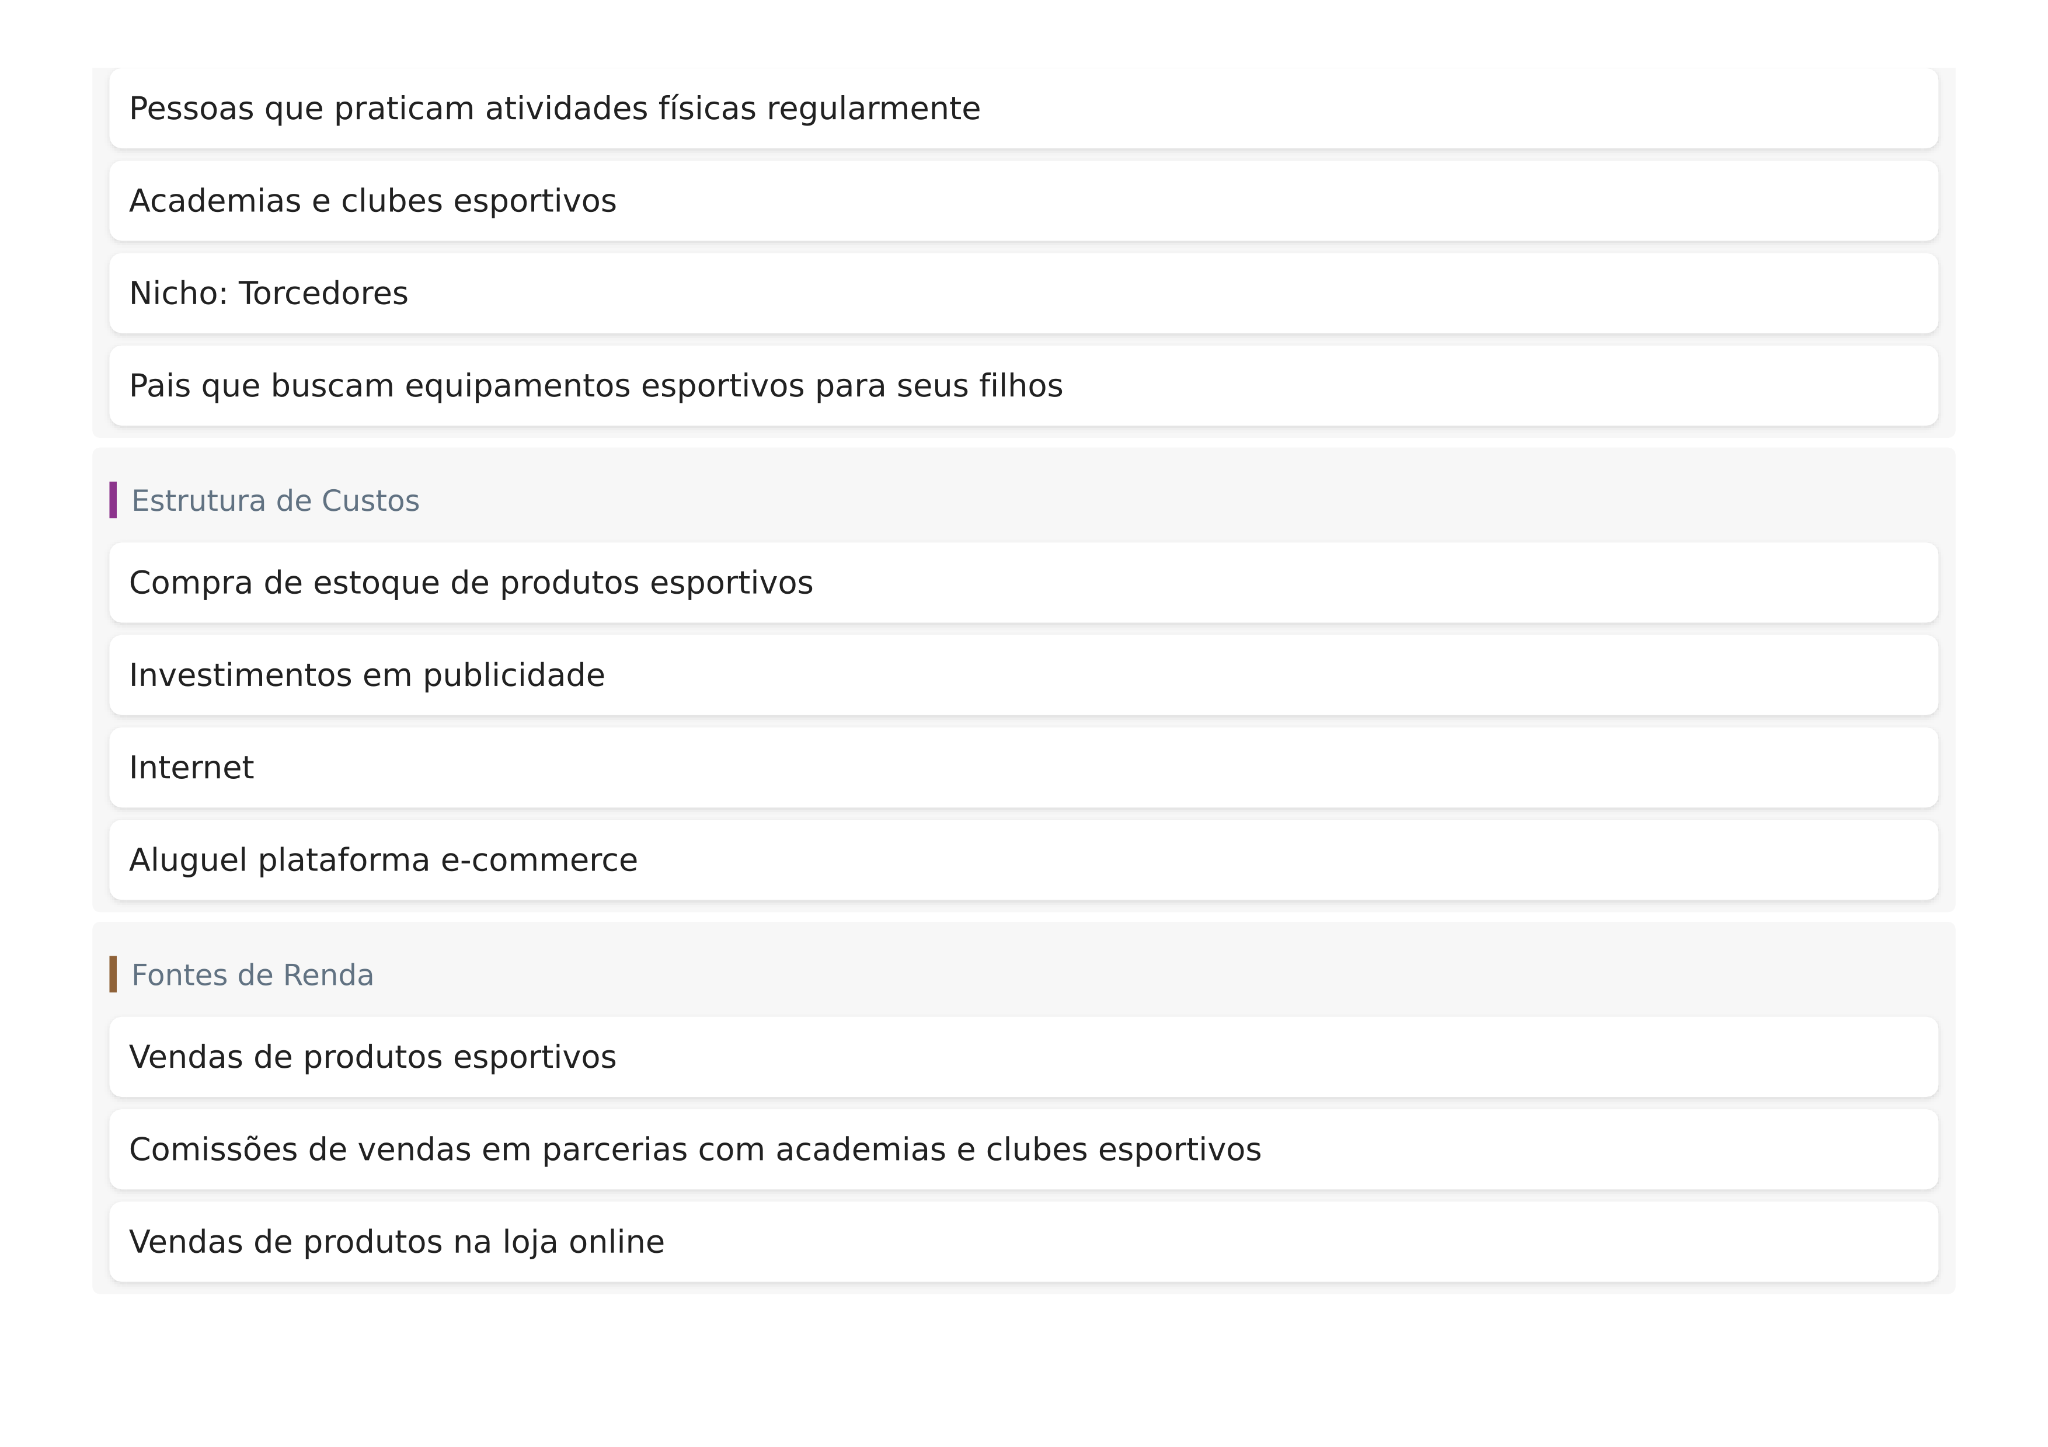 Pessoas que praticam atividades físicas regularmente
Academias e clubes esportivos
Nicho: Torcedores
Pais que buscam equipamentos esportivos para seus filhos
Estrutura de Custos
Compra de estoque de produtos esportivos
Investimentos em publicidade
Internet
Aluguel plataforma e-commerce
Fontes de Renda
Vendas de produtos esportivos
Comissões de vendas em parcerias com academias e clubes esportivos
Vendas de produtos na loja online